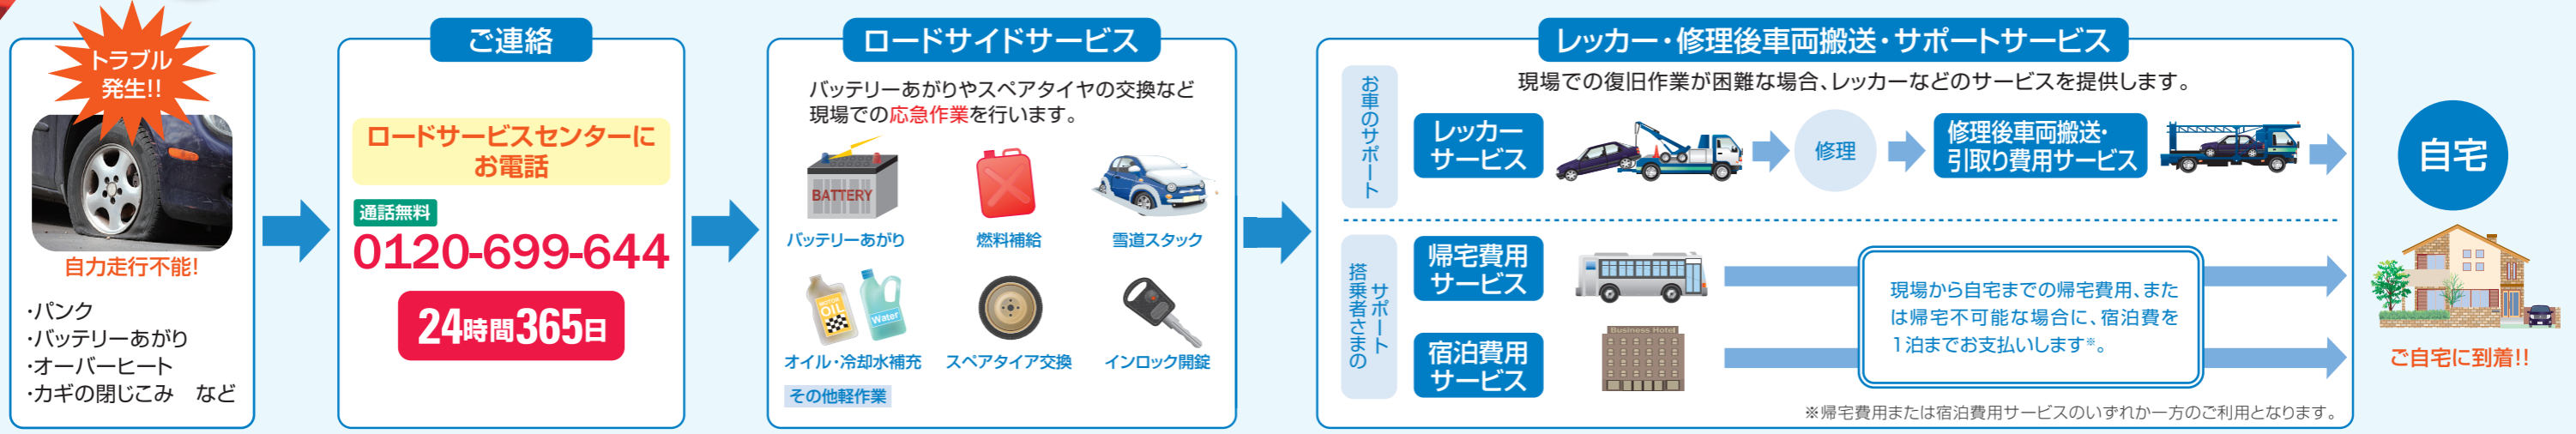 トラブル
発生!!
自力走行不能!
・パンク
・バッテリーあがり
・オーバーヒート
・カギの閉じこみ　など
ご連絡
ロードサービスセンターに
お電話
通話無料
0120-699-644
24時間365日
ロードサイドサービス
バッテリーあがりやスペアタイヤの交換など
現場での応急作業を行います。
BATTERY
バッテリーあがり
燃料補給
雪道スタック
MOTOR
OIL
Water
オイル・冷却水補充
スペアタイア交換
インロック開錠
その他軽作業
レッカー・修理後車両搬送・サポートサービス
お車のサポート
現場での復旧作業が困難な場合、レッカーなどのサービスを提供します。
レッカー
サービス
修理
修理後車両搬送・
引取り費用サービス
搭乗者さまの
サポート
帰宅費用
サービス
宿泊費用
サービス
Business Hotel
現場から自宅までの帰宅費用、また
は帰宅不可能な場合に、宿泊費を
1泊までお支払いします※。
※帰宅費用または宿泊費用サービスのいずれか一方のご利用となります。
自宅
ご自宅に到着!!